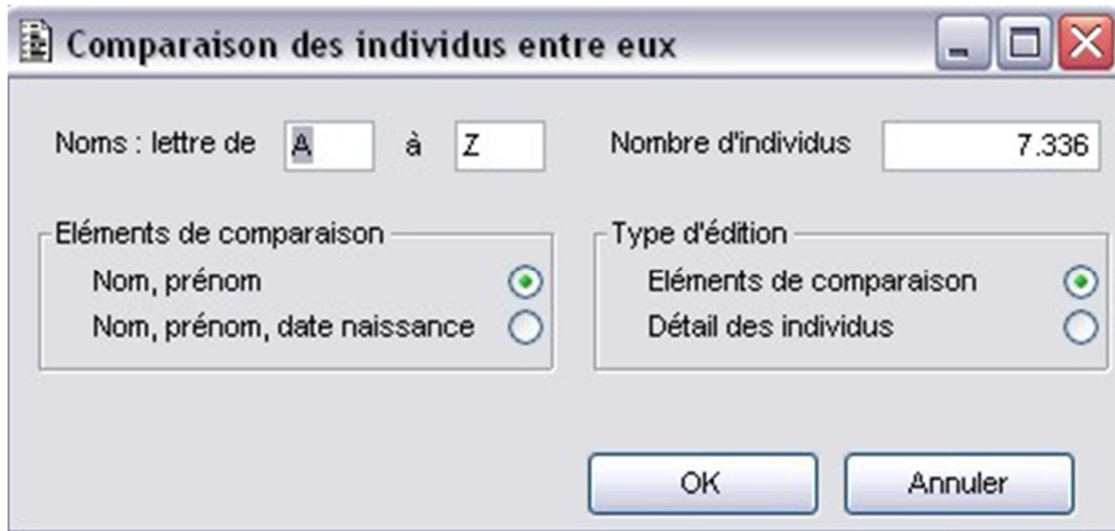 Comparaison des individus entre eux
Noms : lettre de A à Z Nombre d'individus 7.336
Eléments de comparaison
Nom, prénom
Nom, prénom, date naissance
Type d'édition
Eléments de comparaison
Détail des individus
OK Annuler